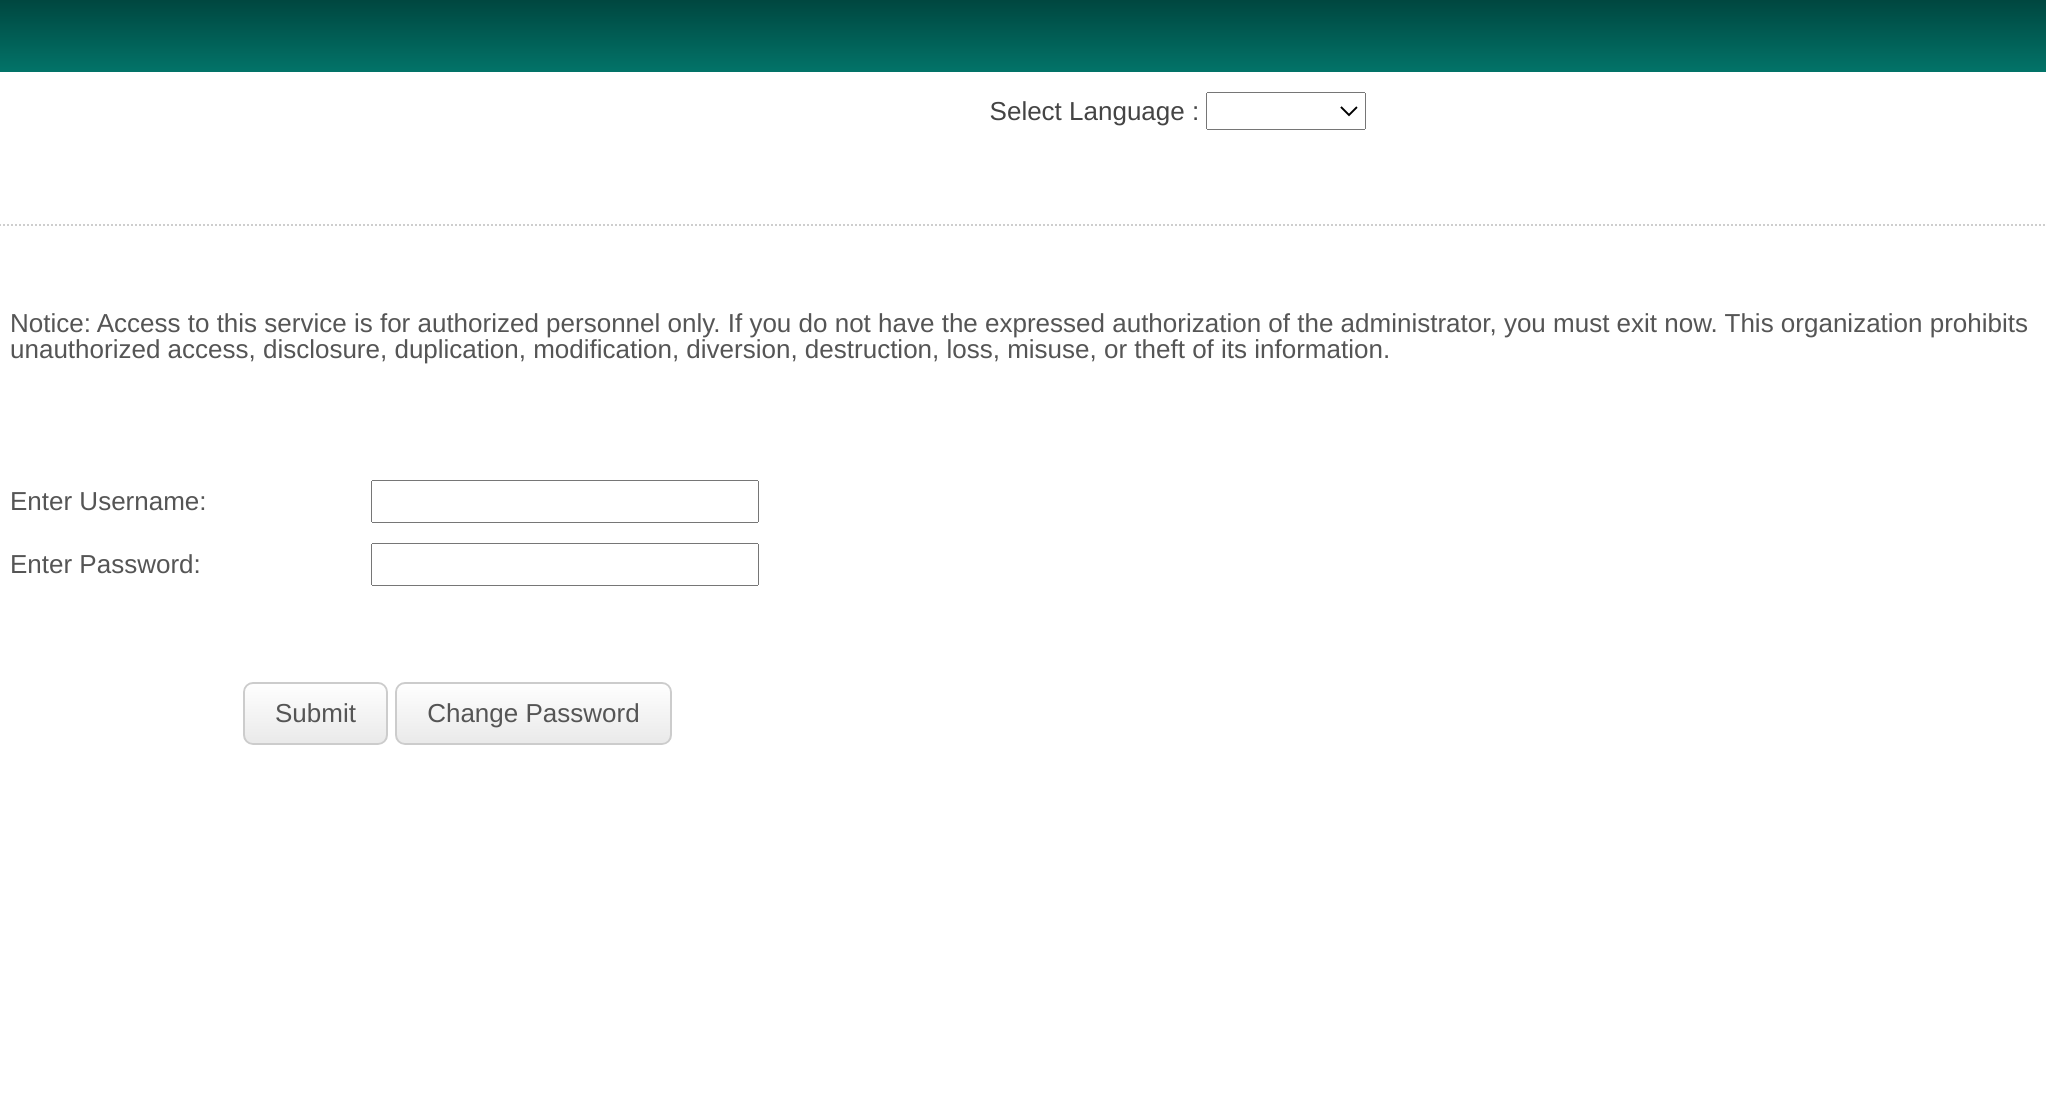 Select Language :
Notice: Access to this service is for authorized personnel only. If you do not have the expressed authorization of the administrator, you must exit now. This organization prohibits
unauthorized access, disclosure, duplication, modification, diversion, destruction, loss, misuse, or theft of its information.
Enter Username:
Enter Password:
Submit Change Password